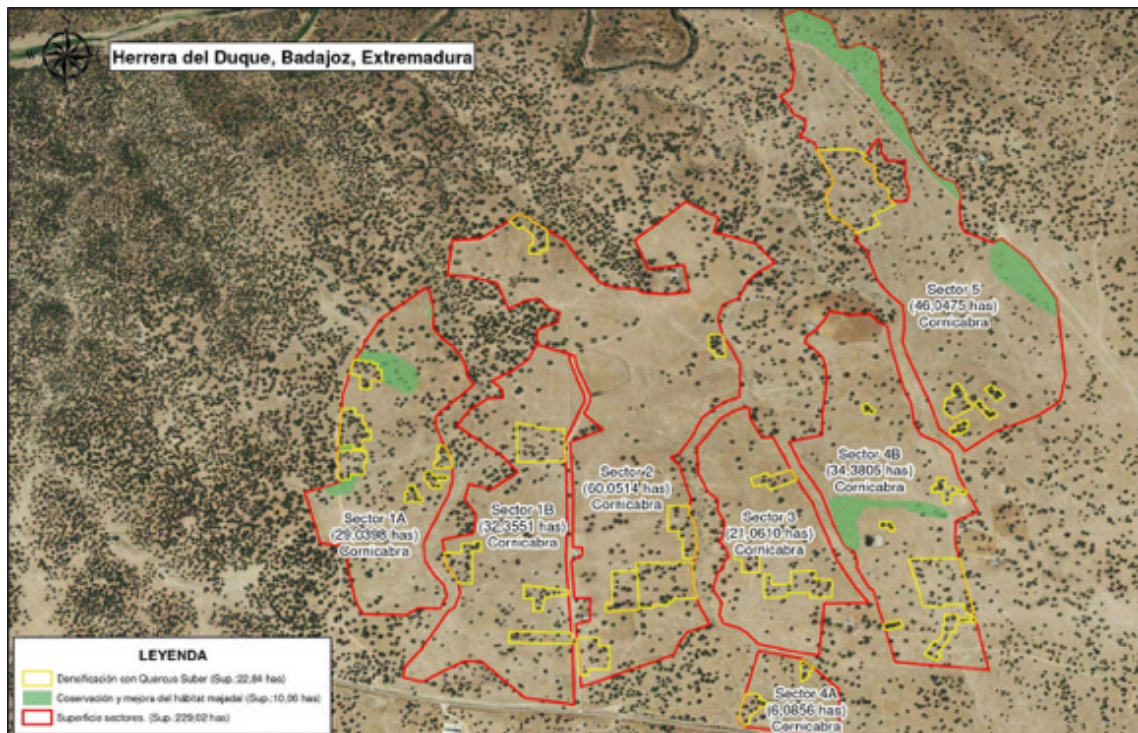 Herrera del Duque, Badajoz, Extremadura
Sector 5
(46,0475 has)
Cornicabra
Sector 4B
(34,3805 has)
Cornicabra
Sector 2
(60,0514 has)
Cornicabra
Sector 1B
(32,3551 has)
Cornicabra
Sector 1A
(29,0398 has)
Cornicabra
Sector 3
(21,0610 has)
Cornicabra
Sector 4A
(6,0856 has)
Cornicabra
LEYENDA
Densificación con Quercus Suber (Sup.:22,84 has)
Coservación y mejora del hábitat majadal (Sup.:10,06 has)
Superficie sectores. (Sup. 229,02 has)